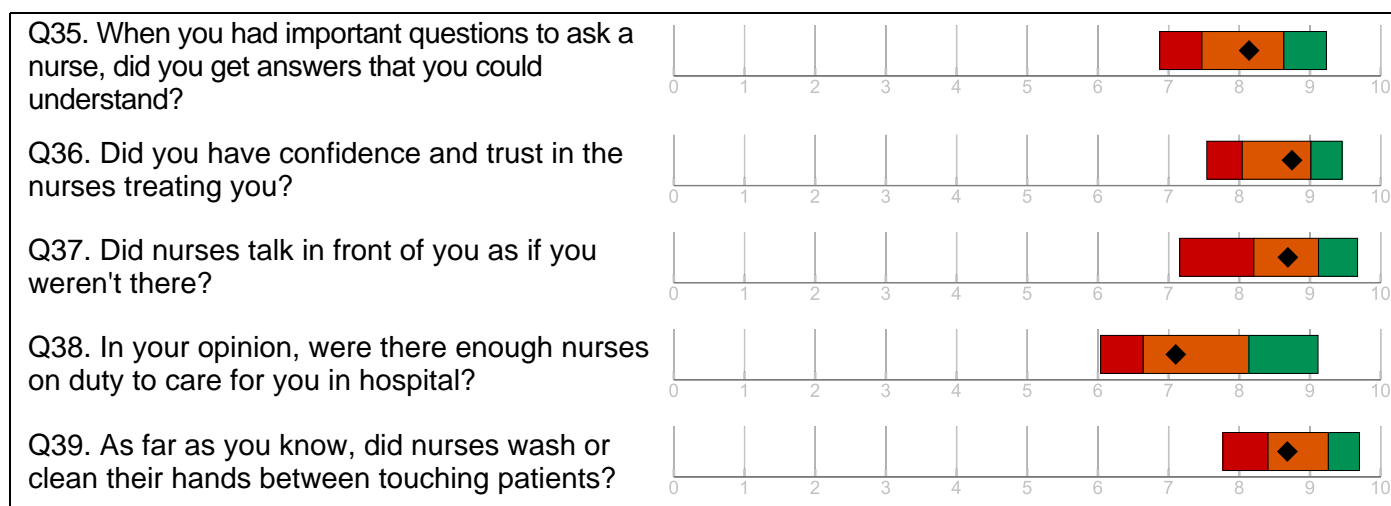 Q35. When you had important questions to ask a
nurse, did you get answers that you could
understand?
0 1 2 3 4 5 6 7 8 9 10
Q36. Did you have confidence and trust in the
nurses treating you?
0 1 2 3 4 5 6 7 8 9 10
Q37. Did nurses talk in front of you as if you
weren't there?
0 1 2 3 4 5 6 7 8 9 10
Q38. In your opinion, were there enough nurses
on duty to care for you in hospital?
0 1 2 3 4 5 6 7 8 9 10
Q39. As far as you know, did nurses wash or
clean their hands between touching patients?
0 1 2 3 4 5 6 7 8 9 10